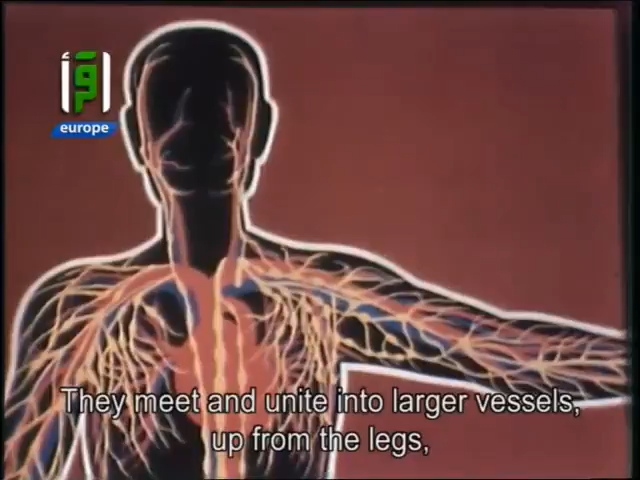 اقرأ
europe
They meet and unite into larger vessels,
up from the legs,